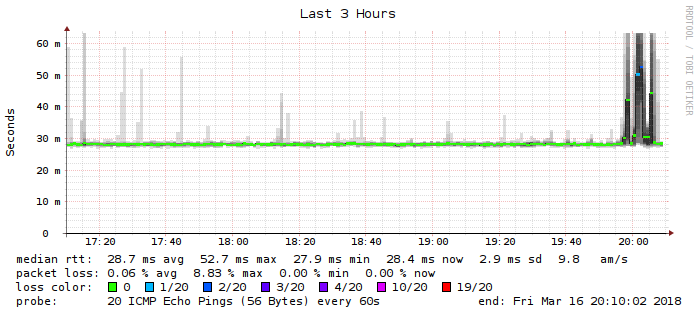 Last 3 Hours
RRDTOOL / TOBI OETIKER
Seconds
60 m
50 m
40 m
30 m
20 m
10 m
0
17:20 17:40 18:00 18:20 18:40 19:00 19:20 19:40 20:00
median rtt: 28.7 ms avg 52.7 ms max 27.9 ms min 28.4 ms now 2.9 ms sd 9.8 am/s
packet loss: 0.06 % avg 8.83 % max 0.00 % min 0.00 % now
loss color: 0 1/20 2/20 3/20 4/20 10/20 19/20
probe: 20 ICMP Echo Pings (56 Bytes) every 60s end: Fri Mar 16 20:10:02 2018